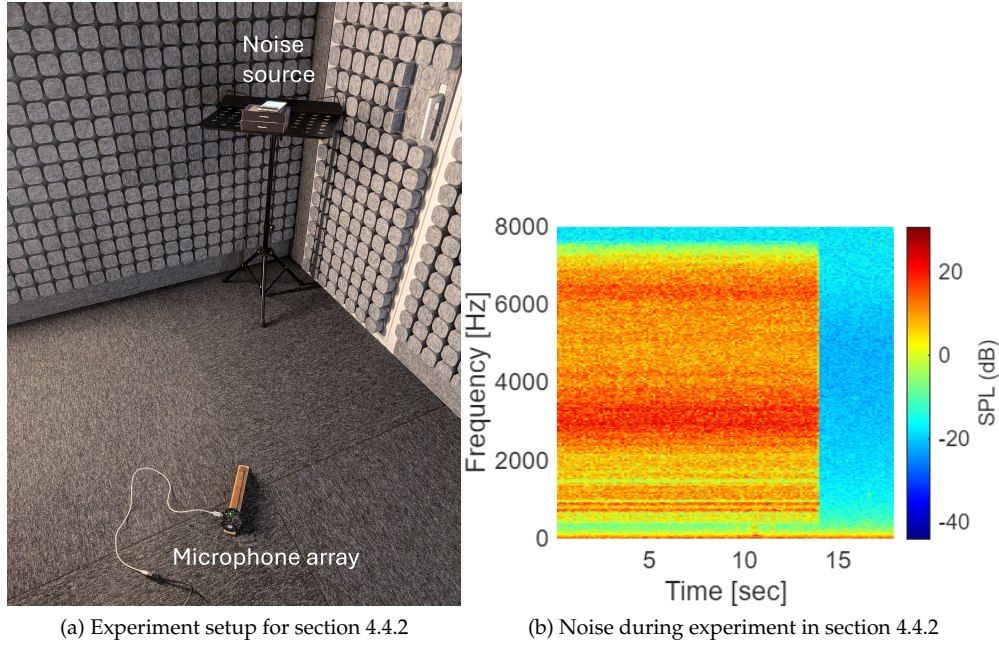 Noise
source
Microphone array
(a) Experiment setup for section 4.4.2
8000
6000
4000
2000
0
Frequency [Hz]
5
10
15
Time [sec]
20
0
-20
-40
SPL (dB)
(b) Noise during experiment in section 4.4.2